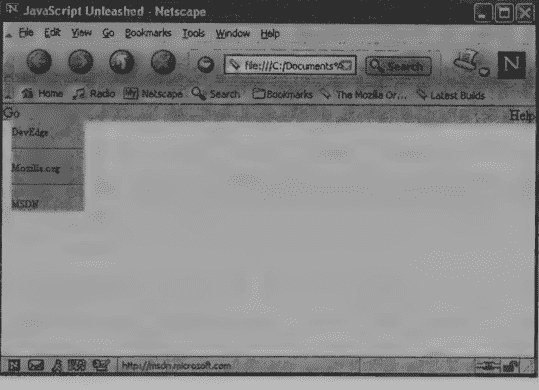 N JavaScript Unleashed - Netscape
File Edit View Go Bookmarks Tools Window Help
file:///C:/Documents%
Search
N
Home Radio Netscape Search Bookmarks The Mozilla Or... Latest Builds
Go Help
DevEdge
Mozilla.org
MSDN
http://msdn.microsoft.com